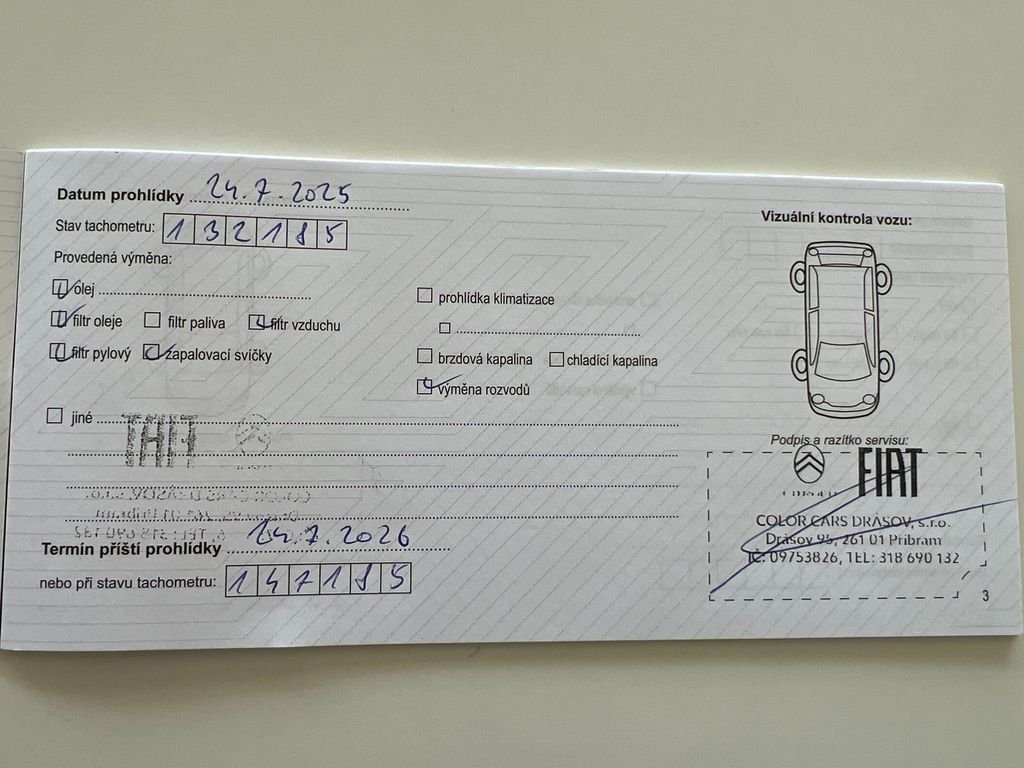 Datum prohlídky 24.7.2025
Stav tachometru: 132185
Provedená výměna:
olej
filtr oleje filtr paliva filtr vzduchu
filtr pylový zapalovací svíčky
prohlídka klimatizace
brzdová kapalina chladící kapalina
výměna rozvodů
jiné
Termín příští prohlídky 24.7.2026
nebo při stavu tachometru: 147185
Vizuální kontrola vozu:
Podpis a razítko servisu:
FIAT
COLOR CARS DRÁSOV, s.r.o.
Drásov 95, 261 01 Příbram
IČ: 09753826, TEL: 318 690 132
3